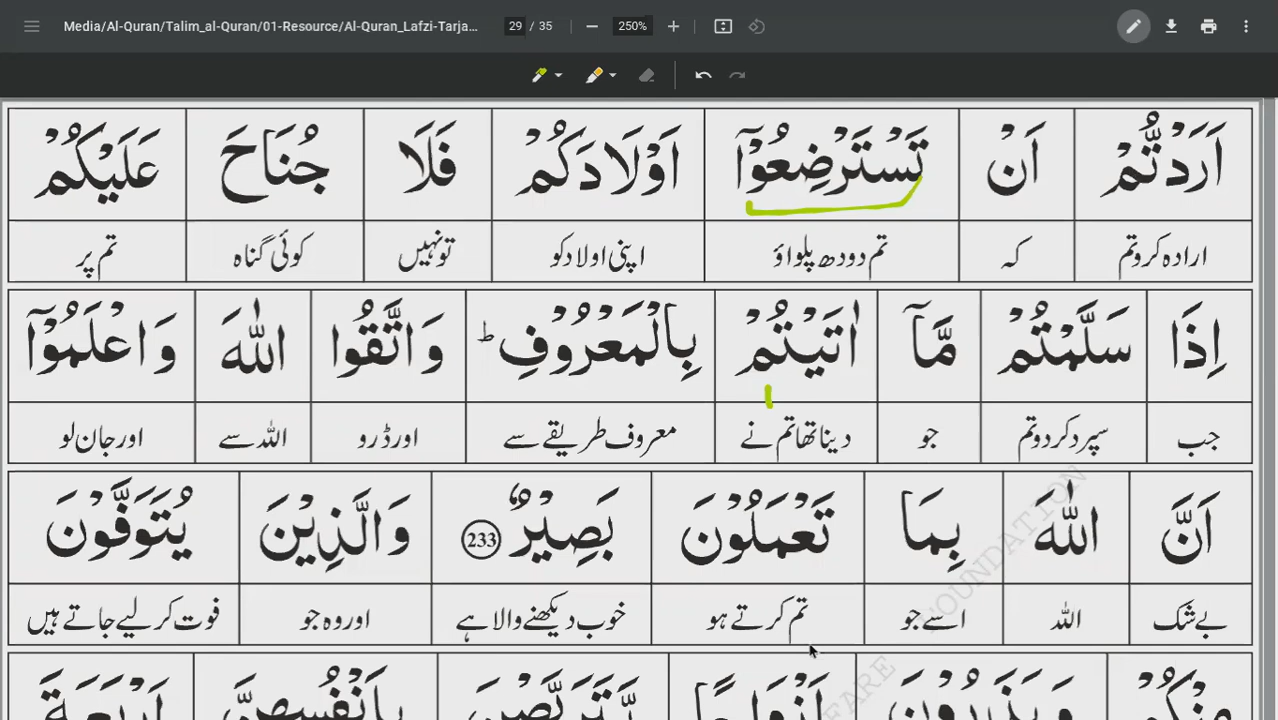 Media/Al-Quran/Talim_al-Quran/01-Resource/Al-Quran_Lafzi-Tarja... 29 / 35 250%
اَرَدْتُّمْ اَنْ تَسْتَرْضِعُوْٓا اَوْلَادَكُمْ فَلَا جُنَاحَ عَلَيْكُمْ
ارادہ کرو تم کہ تم دودھ پلواؤ اپنی اولاد کو تو نہیں کوئی گناہ تم پر
اِذَا سَلَّمْتُمْ مَّآ اٰتَيْتُمْ بِالْمَعْرُوْفِ ؕ وَاتَّقُوا اللّٰهَ وَاعْلَمُوْٓا
جب سپرد کر دو تم جو دینا تھا تم نے معروف طریقے سے اور ڈرو اللہ سے اور جان لو
اَنَّ اللّٰهَ بِمَا تَعْمَلُوْنَ بَصِيْرٌ 233 وَالَّذِيْنَ يُتَوَفَّوْنَ
بے شک اللہ اسے جو تم کرتے ہو خوب دیکھنے والا ہے اور وہ جو فوت کر لیے جاتے ہیں
مِنْكُمْ وَيَذَرُوْنَ اَزْوَاجًا يَّتَرَبَّصْنَ بِاَنْفُسِهِنَّ اَرْبَعَةَ